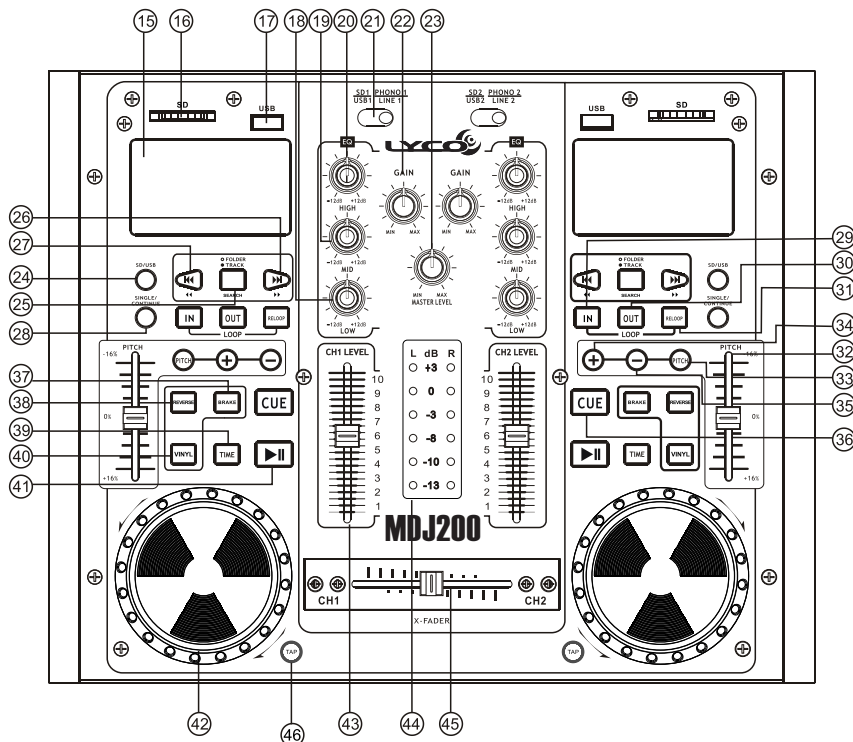 15 16 17 18 19 20 21 22 23
SD
USB
SD1 PHONO 1
USB1 LINE 1
SD2 PHONO 2
USB2 LINE 2
USB
SD
EQ
LYCO
EQ
GAIN
-12dB +12dB
HIGH
MIN MAX
MIN MAX
-12dB +12dB
HIGH
26
27
24
25
28
FOLDER
TRACK
SD/USB
SEARCH
SINGLE/
CONTINUE
IN OUT RELOOP
LOOP
-12dB +12dB
MID
MIN MAX
MASTER LEVEL
-12dB +12dB
MID
-12dB +12dB
LOW
-12dB +12dB
LOW
FOLDER
TRACK
SD/USB
SEARCH
SINGLE/
CONTINUE
IN OUT RELOOP
LOOP
29
30
31
34
32
33
35
36
PITCH
-16%
0%
+16%
PITCH + −
37
38
39
40
41
REVERSE BRAKE CUE
VINYL TIME
CH1 LEVEL
10
9
8
7
6
5
4
3
2
1
L dB R
+3
0
-3
-8
-10
-13
CH2 LEVEL
10
9
8
7
6
5
4
3
2
1
+ − PITCH
PITCH
-16%
0%
+16%
CUE BRAKE REVERSE
TIME VINYL
MDJ200
CH1 CH2
X-FADER
TAP
TAP
42 46 43 44 45